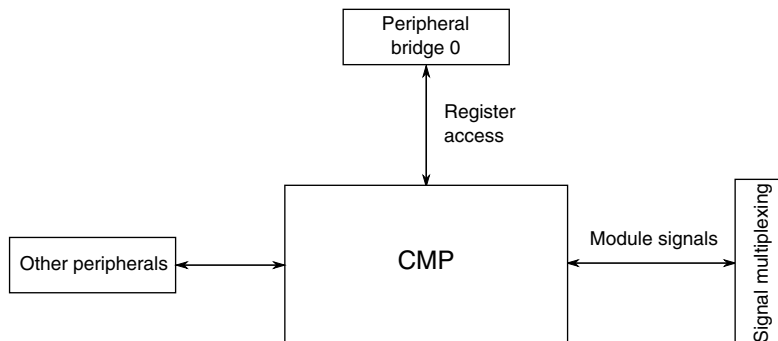 Peripheral
bridge 0
Register
access
Signal multiplexing
Module signals
CMP
Other peripherals